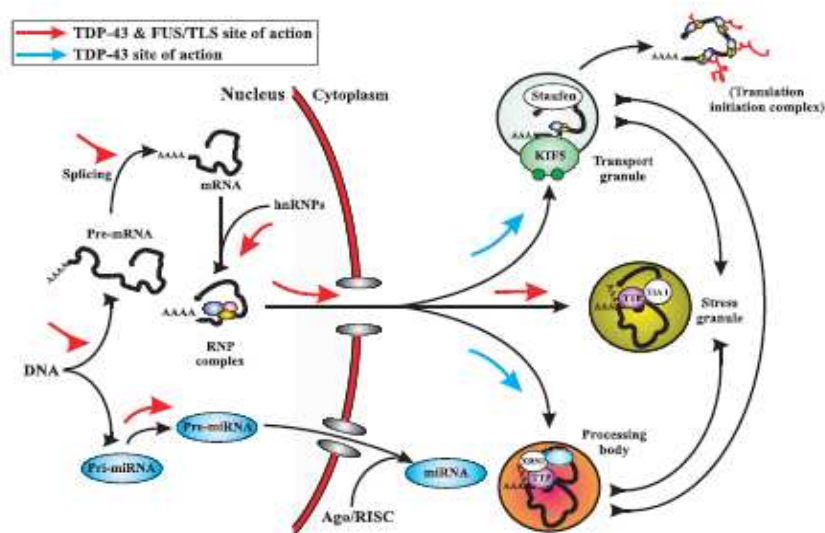 TDP-43 & FUS/TLS site of action
TDP-43 site of action
Nucleus
Cytoplasm
AAAA
(Translation
initiation complex)
Staufen
AAAA
KIF5
Transport
granule
Splicing
AAAA
mRNA
hnRNPs
Pre-mRNA
AAAA
AAAA
RNP
complex
TTP
TIA1
AAAA
Stress
granule
DNA
Pre-miRNA
Pri-miRNA
miRNA
Ago/RISC
Processing
body
XRN1
TTP
AAAA